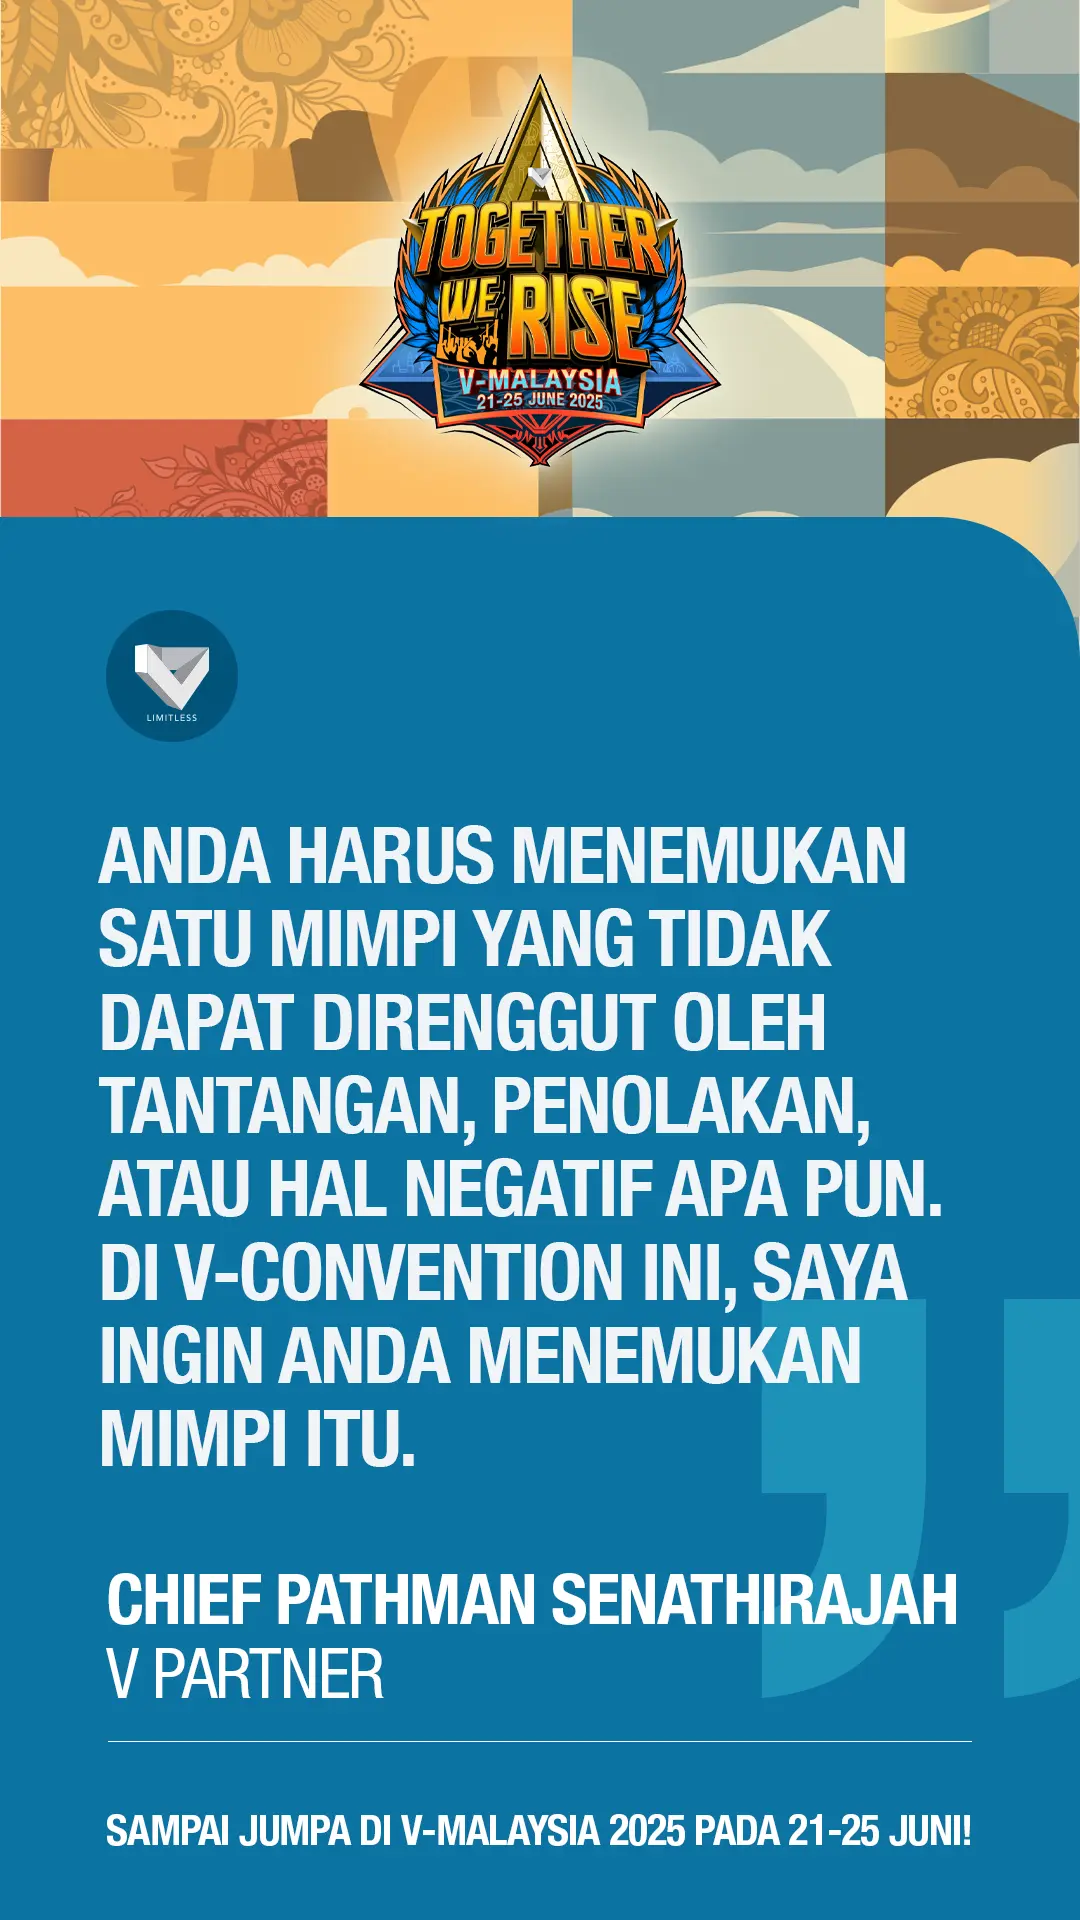 TOGETHER
WE RISE
V-MALAYSIA
21-25 JUNE 2025
LIMITLESS
ANDA HARUS MENEMUKAN
SATU MIMPI YANG TIDAK
DAPAT DIRENGGUT OLEH
TANTANGAN, PENOLAKAN,
ATAU HAL NEGATIF APA PUN.
DI V-CONVENTION INI, SAYA
INGIN ANDA MENEMUKAN
MIMPI ITU.
CHIEF PATHMAN SENATHIRAJAH
V PARTNER
SAMPAI JUMPA DI V-MALAYSIA 2025 PADA 21-25 JUNI!